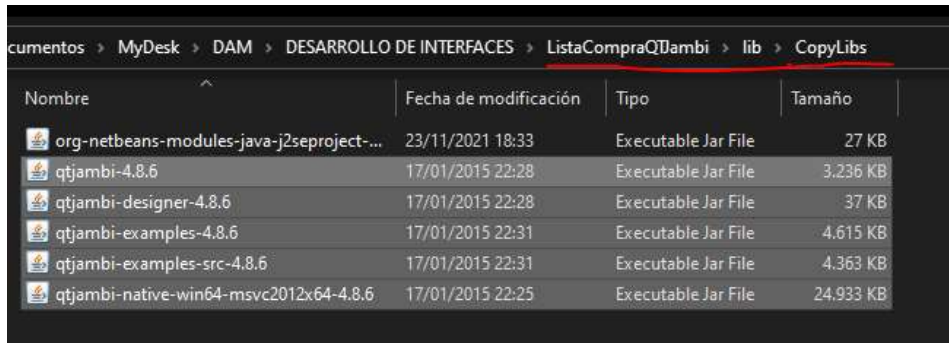 cumentos > MyDesk > DAM > DESARROLLO DE INTERFACES > ListaCompraQTJambi > lib > CopyLibs
Nombre Fecha de modificación Tipo Tamaño
org-netbeans-modules-java-j2seproject-... 23/11/2021 18:33 Executable Jar File 27 KB
qtjambi-4.8.6 17/01/2015 22:28 Executable Jar File 3.236 KB
qtjambi-designer-4.8.6 17/01/2015 22:28 Executable Jar File 37 KB
qtjambi-examples-4.8.6 17/01/2015 22:31 Executable Jar File 4.615 KB
qtjambi-examples-src-4.8.6 17/01/2015 22:31 Executable Jar File 4.363 KB
qtjambi-native-win64-msvc2012x64-4.8.6 17/01/2015 22:25 Executable Jar File 24.933 KB